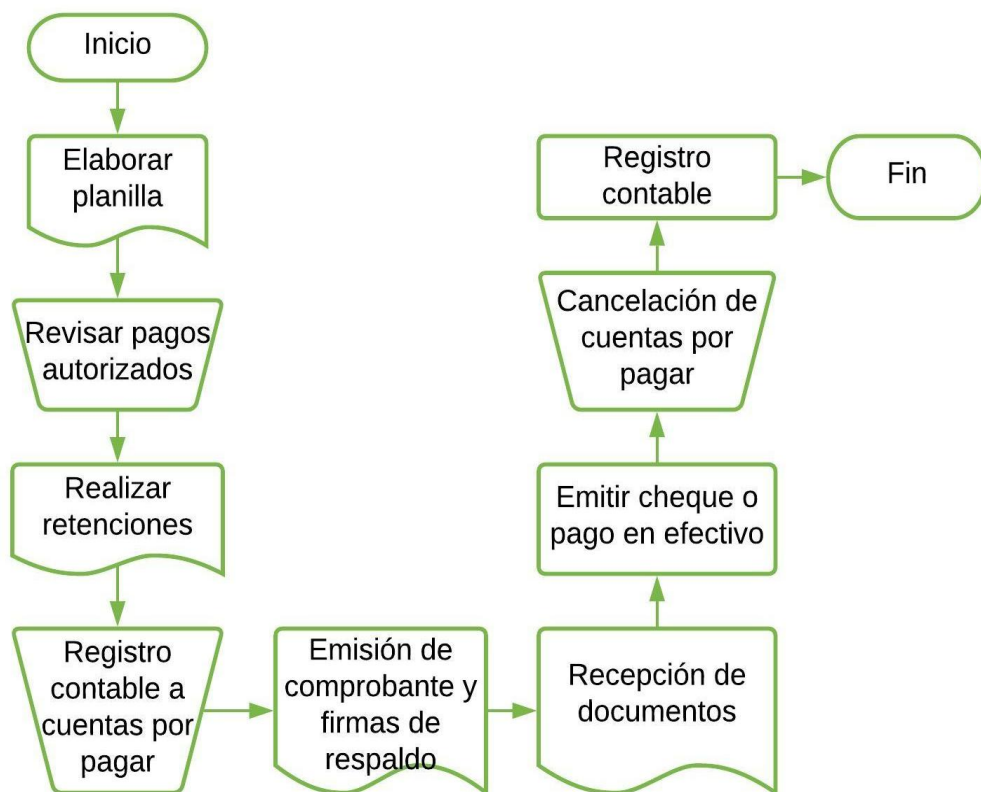 Inicio
Elaborar
planilla
Revisar pagos
autorizados
Realizar
retenciones
Registro
contable a
cuentas por
pagar
Emisión de
comprobante y
firmas de
respaldo
Recepción de
documentos
Emitir cheque o
pago en efectivo
Cancelación de
cuentas por
pagar
Registro
contable
Fin